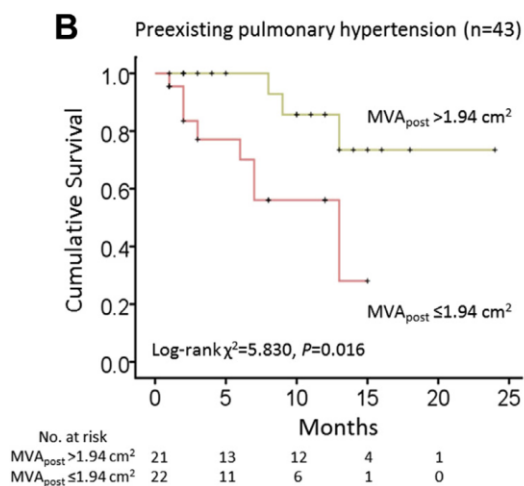 B Preexisting pulmonary hypertension (n=43)
Cumulative Survival
1.0
0.8
0.6
0.4
0.2
0.0
MVApost >1.94 cm²
MVApost ≤1.94 cm²
Log-rank χ²=5.830, P=0.016
0 5 10 15 20 25
Months
No. at risk
MVApost >1.94 cm² 21 13 12 4 1
MVApost ≤1.94 cm² 22 11 6 1 0